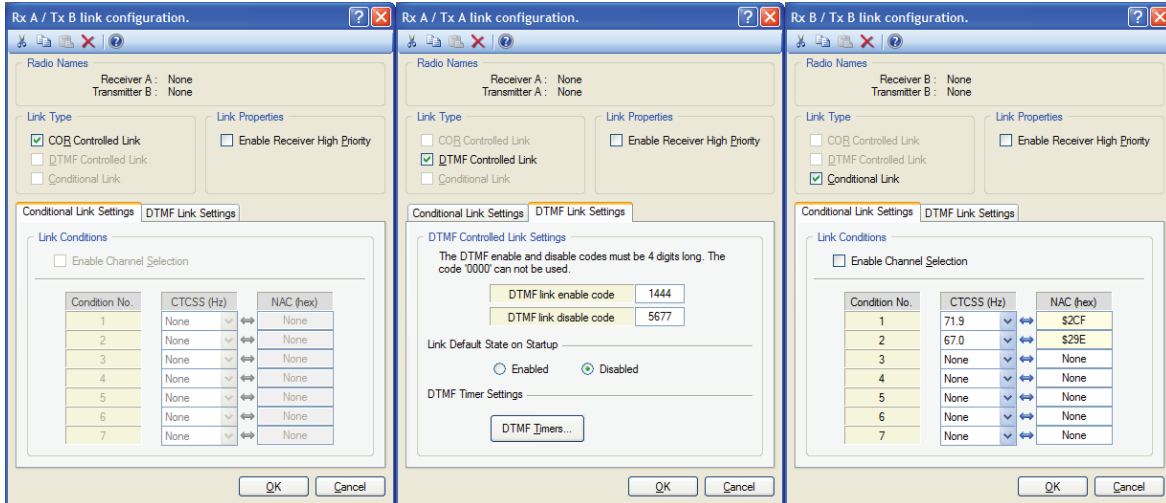 Rx A / Tx B link configuration.
Radio Names
Receiver A : None
Transmitter B : None
Link Type
COR Controlled Link
DTMF Controlled Link
Conditional Link
Link Properties
Enable Receiver High Priority
Conditional Link Settings DTMF Link Settings
Link Conditions
Enable Channel Selection
Condition No. CTCSS (Hz) NAC (hex)
1 None None
2 None None
3 None None
4 None None
5 None None
6 None None
7 None None
OK Cancel
Rx A / Tx A link configuration.
Radio Names
Receiver A : None
Transmitter A : None
Link Type
COR Controlled Link
DTMF Controlled Link
Conditional Link
Link Properties
Enable Receiver High Priority
Conditional Link Settings DTMF Link Settings
DTMF Controlled Link Settings
The DTMF enable and disable codes must be 4 digits long. The
code '0000' can not be used.
DTMF link enable code 1444
DTMF link disable code 5677
Link Default State on Startup
Enabled Disabled
DTMF Timer Settings
DTMF Timers...
OK Cancel
Rx B / Tx B link configuration.
Radio Names
Receiver B : None
Transmitter B : None
Link Type
COR Controlled Link
DTMF Controlled Link
Conditional Link
Link Properties
Enable Receiver High Priority
Conditional Link Settings DTMF Link Settings
Link Conditions
Enable Channel Selection
Condition No. CTCSS (Hz) NAC (hex)
1 71.9 $2CF
2 67.0 $29E
3 None None
4 None None
5 None None
6 None None
7 None None
OK Cancel